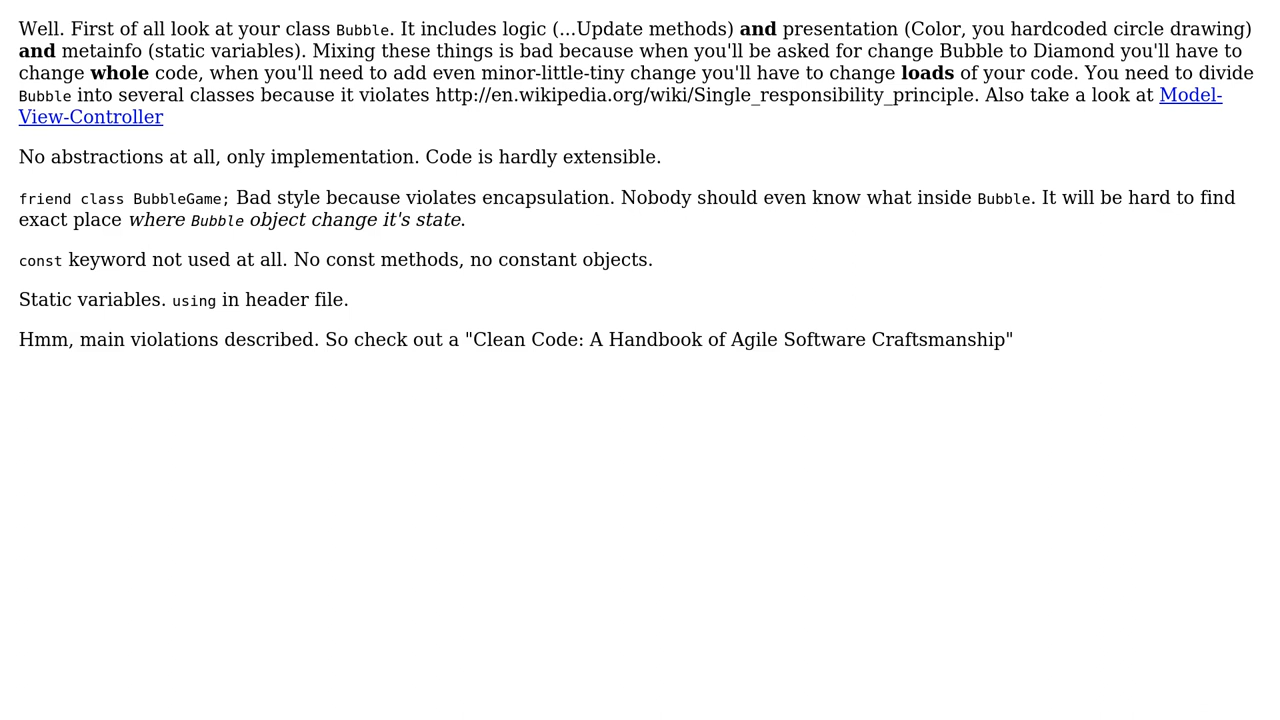 Well. First of all look at your class Bubble. It includes logic (...Update methods) and presentation (Color, you hardcoded circle drawing)
and metainfo (static variables). Mixing these things is bad because when you'll be asked for change Bubble to Diamond you'll have to
change whole code, when you'll need to add even minor-little-tiny change you'll have to change loads of your code. You need to divide
Bubble into several classes because it violates http://en.wikipedia.org/wiki/Single_responsibility_principle. Also take a look at Model-
View-Controller
No abstractions at all, only implementation. Code is hardly extensible.
friend class BubbleGame; Bad style because violates encapsulation. Nobody should even know what inside Bubble. It will be hard to find
exact place where Bubble object change it's state.
const keyword not used at all. No const methods, no constant objects.
Static variables. using in header file.
Hmm, main violations described. So check out a "Clean Code: A Handbook of Agile Software Craftsmanship"